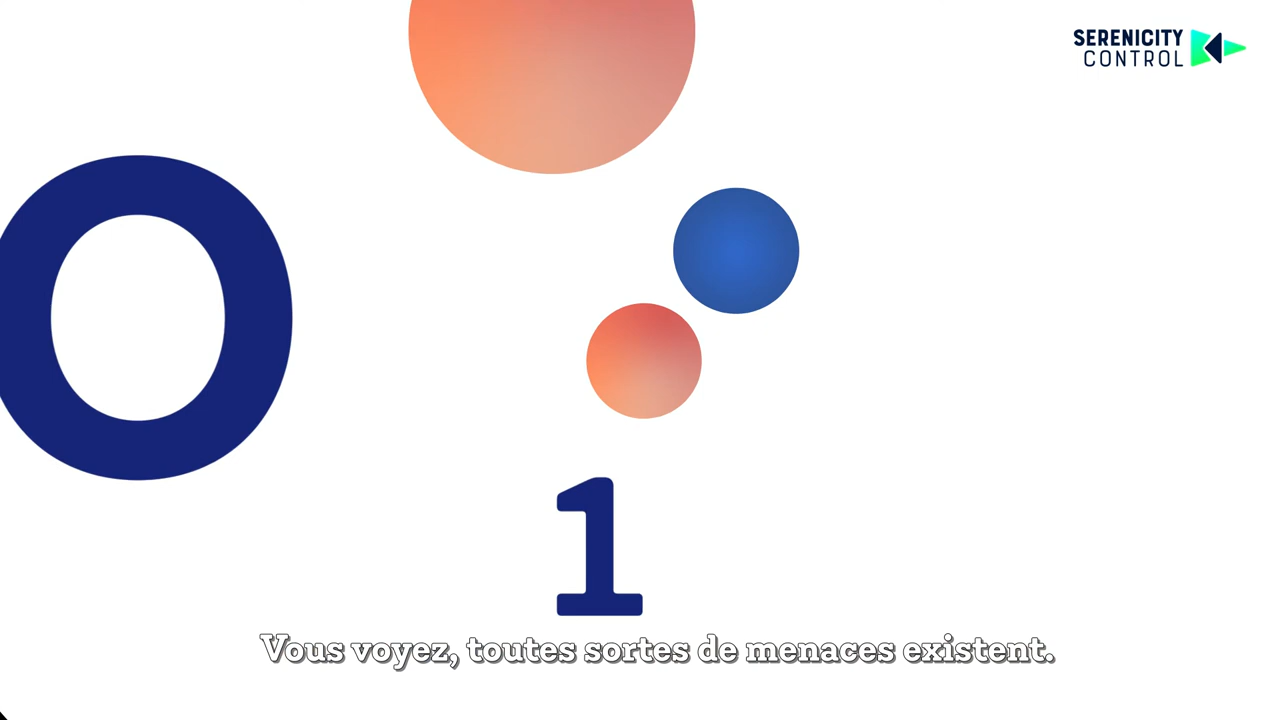 SERENICITY
CONTROL
O
1
Vous voyez, toutes sortes de menaces existent.